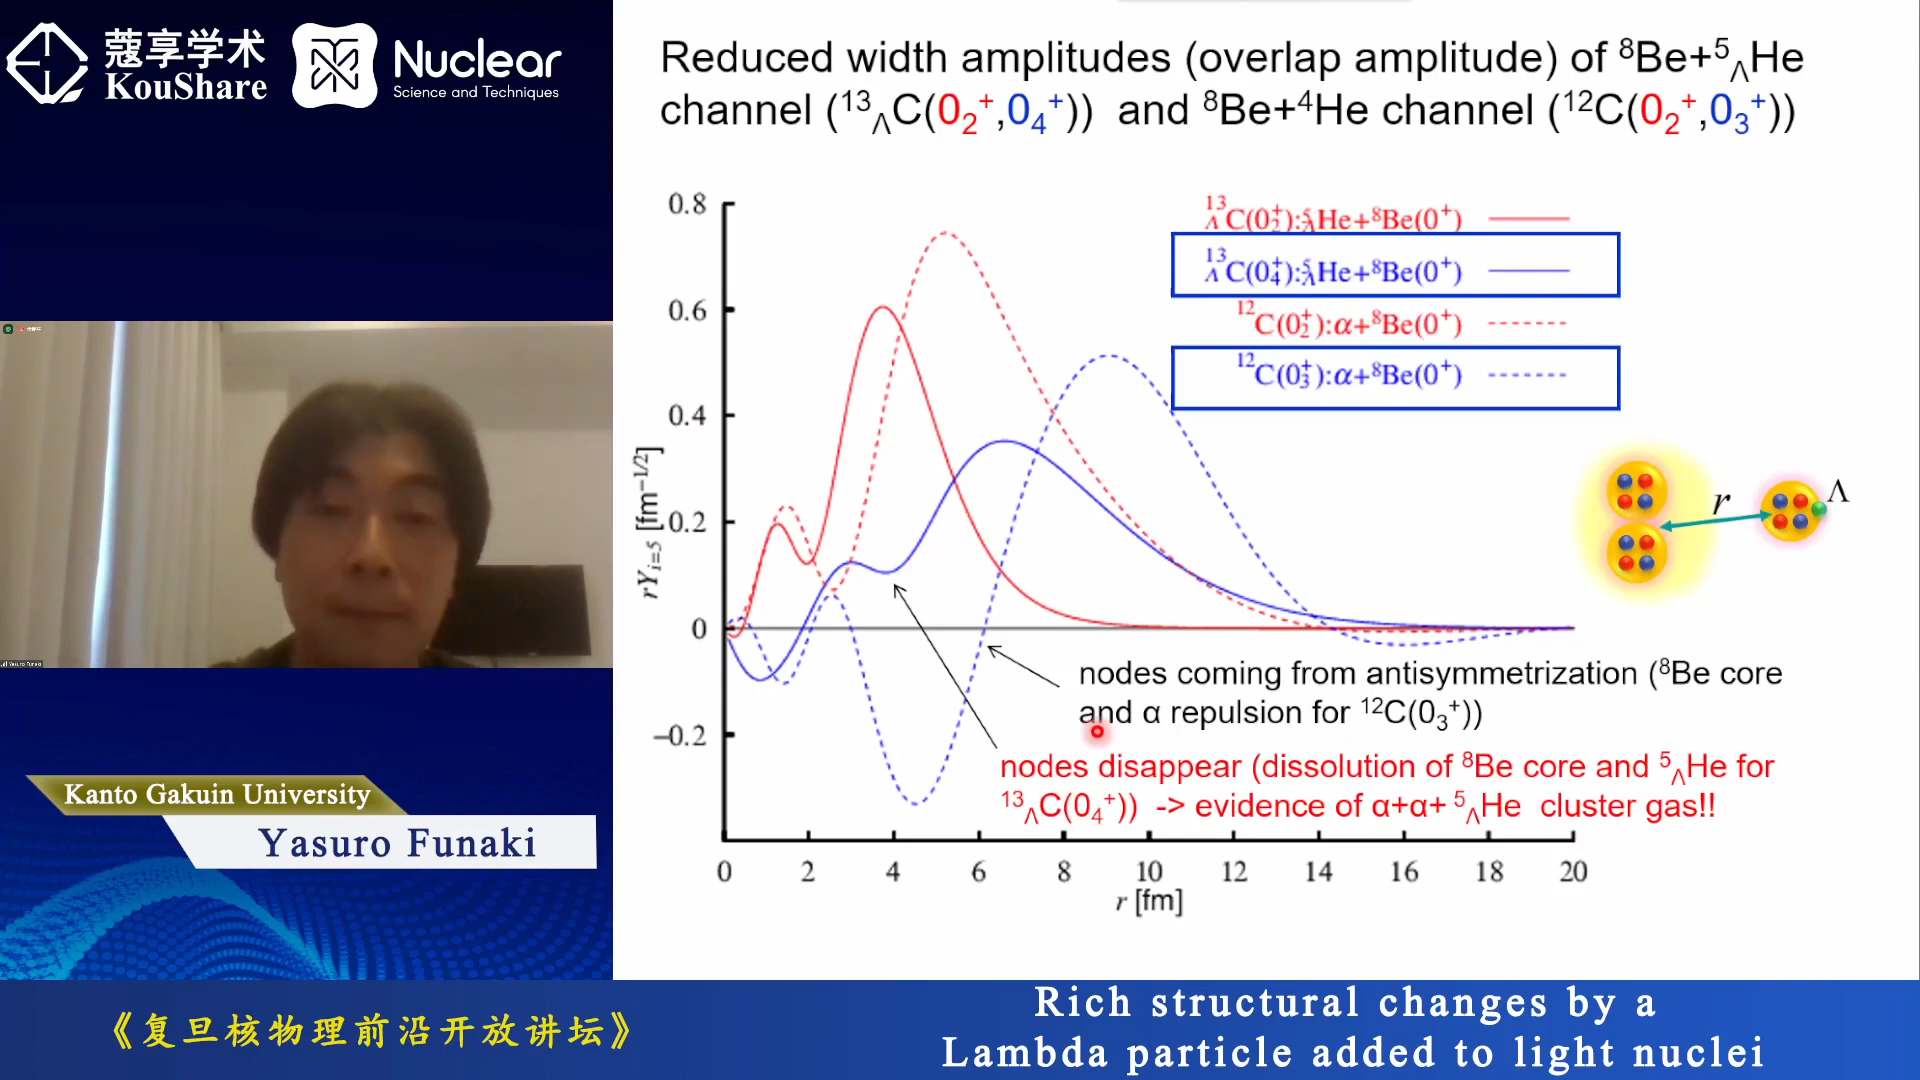 蔻享学术
KouShare
Nuclear
Science and Techniques
Reduced width amplitudes (overlap amplitude) of ⁸Be+⁵ΛHe
channel (¹³ΛC(0₂⁺,0₄⁺)) and ⁸Be+⁴He channel (¹²C(0₂⁺,0₃⁺))
¹³ΛC(0₂⁺):⁵ΛHe+⁸Be(0⁺)
¹³ΛC(0₄⁺):⁵ΛHe+⁸Be(0⁺)
¹²C(0₂⁺):α+⁸Be(0⁺)
¹²C(0₃⁺):α+⁸Be(0⁺)
0.8
0.6
0.4
0.2
0
−0.2
rYᵢ₌₅ [fm⁻¹/²]
r
Λ
nodes coming from antisymmetrization (⁸Be core
and α repulsion for ¹²C(0₃⁺))
nodes disappear (dissolution of ⁸Be core and ⁵ΛHe for
¹³ΛC(0₄⁺)) -> evidence of α+α+ ⁵ΛHe cluster gas!!
0 2 4 6 8 10 12 14 16 18 20
r [fm]
Yasuro Funaki
Kanto Gakuin University
Yasuro Funaki
《复旦核物理前沿开放讲坛》
Rich structural changes by a
Lambda particle added to light nuclei